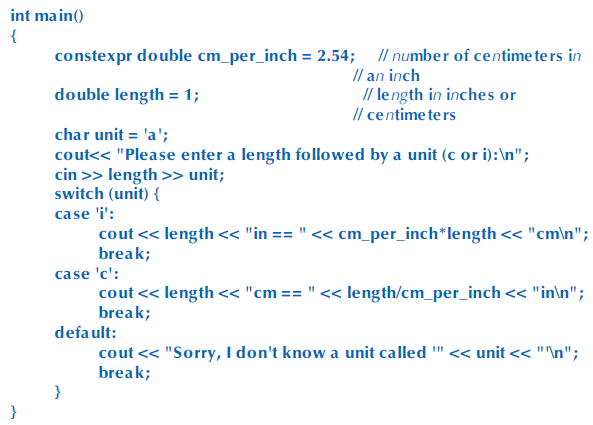 int main()
{
constexpr double cm_per_inch = 2.54; // number of centimeters in
// an inch
double length = 1; // length in inches or
// centimeters
char unit = 'a';
cout<< "Please enter a length followed by a unit (c or i):\n";
cin >> length >> unit;
switch (unit) {
case 'i':
cout << length << "in == " << cm_per_inch*length << "cm\n";
break;
case 'c':
cout << length << "cm == " << length/cm_per_inch << "in\n";
break;
default:
cout << "Sorry, I don't know a unit called '" << unit << "'\n";
break;
}
}